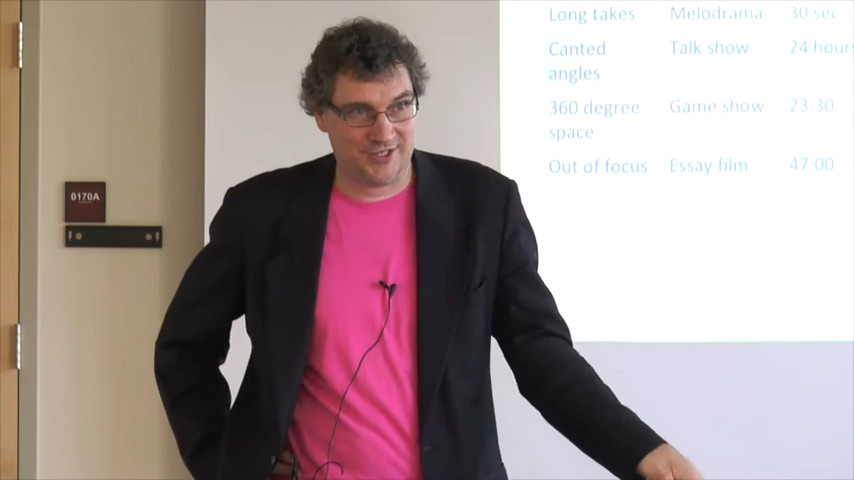 Long takes Melodrama 30 sec
Canted angles Talk show 24 hours
360 degree space Game show 23.30
Out of focus Essay film 47:00
0170A